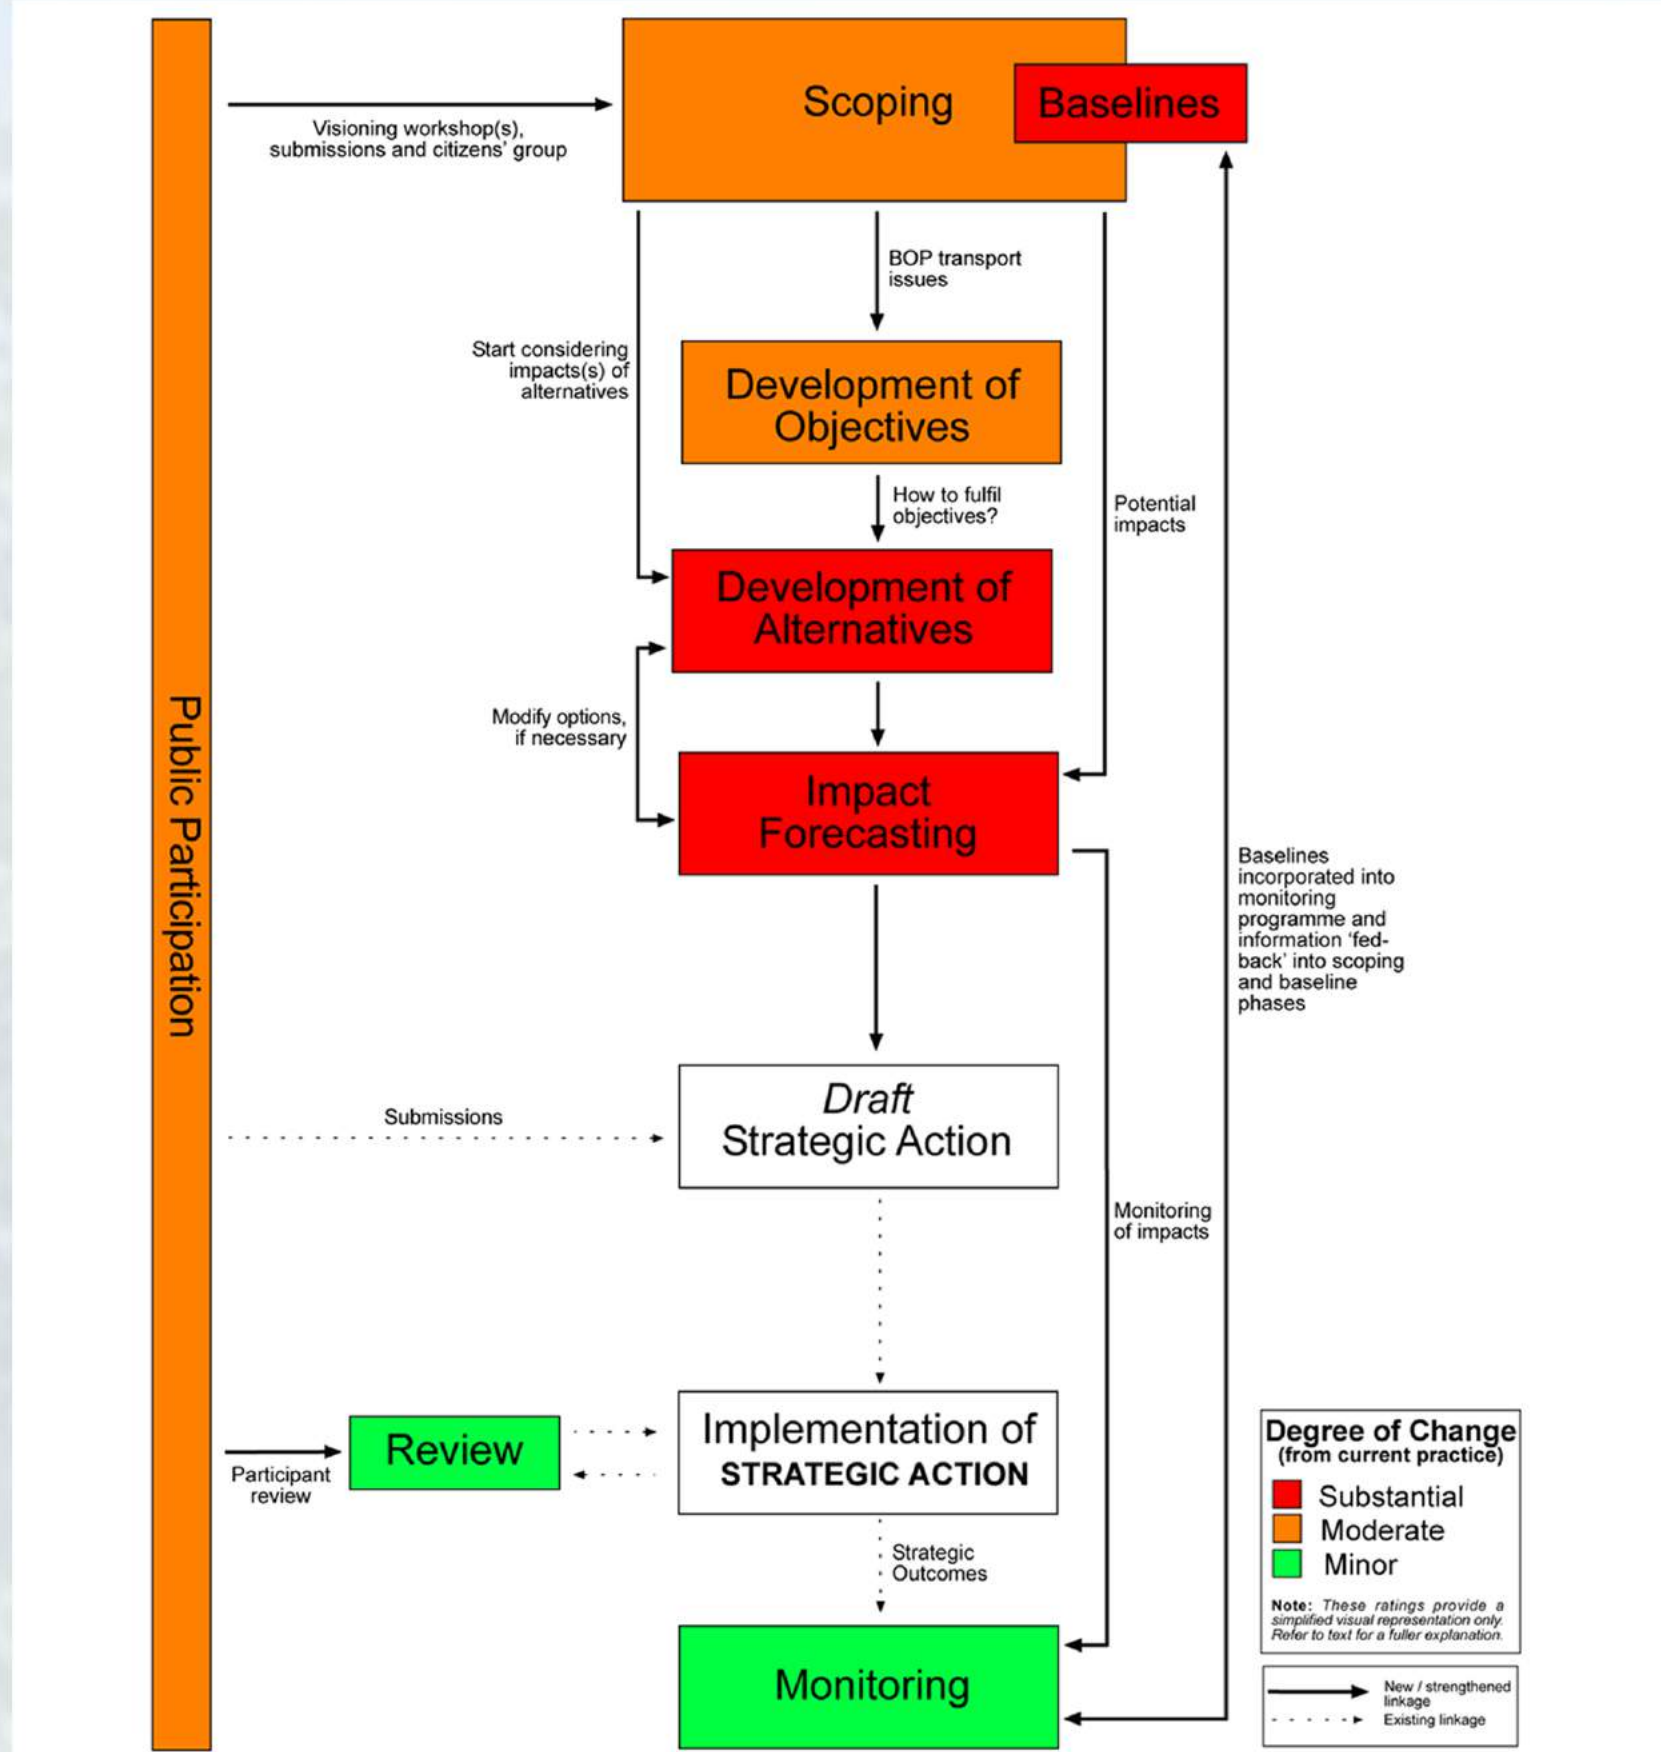 Scoping
Baselines
Visioning workshop(s),
submissions and citizens' group
BOP transport
issues
Start considering
impacts(s) of
alternatives
Development of
Objectives
How to fulfil
objectives?
Potential
impacts
Development of
Alternatives
Modify options,
if necessary
Impact
Forecasting
Public Participation
Baselines
incorporated into
monitoring
programme and
information ‘fed-
back’ into scoping
and baseline
phases
Draft
Strategic Action
Submissions
Monitoring
of impacts
Implementation of
STRATEGIC ACTION
Review
Participant
review
Strategic
Outcomes
Monitoring
Degree of Change
(from current practice)
Substantial
Moderate
Minor
Note: These ratings provide a
simplified visual representation only.
Refer to text for a fuller explanation.
New / strengthened
linkage
Existing linkage